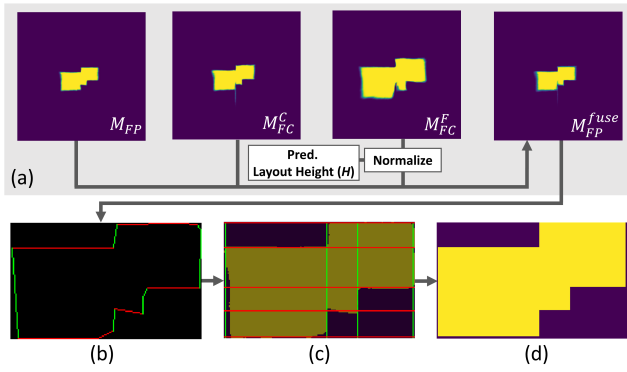 M_FP
M_FC^C
M_FC^F
M_FP^fuse
Pred.
Layout Height (H)
Normalize
(a)
(b)
(c)
(d)